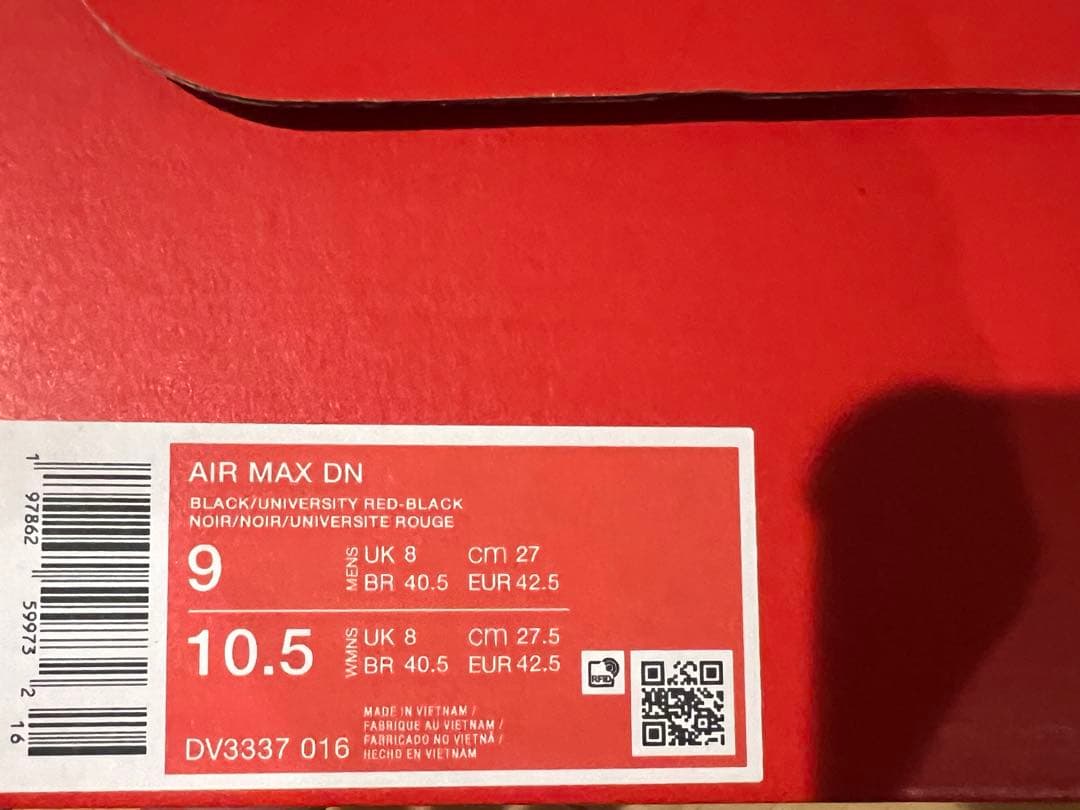 AIR MAX DN
BLACK/UNIVERSITY RED-BLACK
NOIR/NOIR/UNIVERSITE ROUGE
9 MENS UK 8 cm 27
BR 40.5 EUR 42.5
10.5 WMNS UK 8 cm 27.5
BR 40.5 EUR 42.5
RFID
MADE IN VIETNAM /
FABRIQUE AU VIETNAM /
FABRICADO NO VIETNÃ /
HECHO EN VIETNAM
DV3337 016
1 97862 59973 2 16